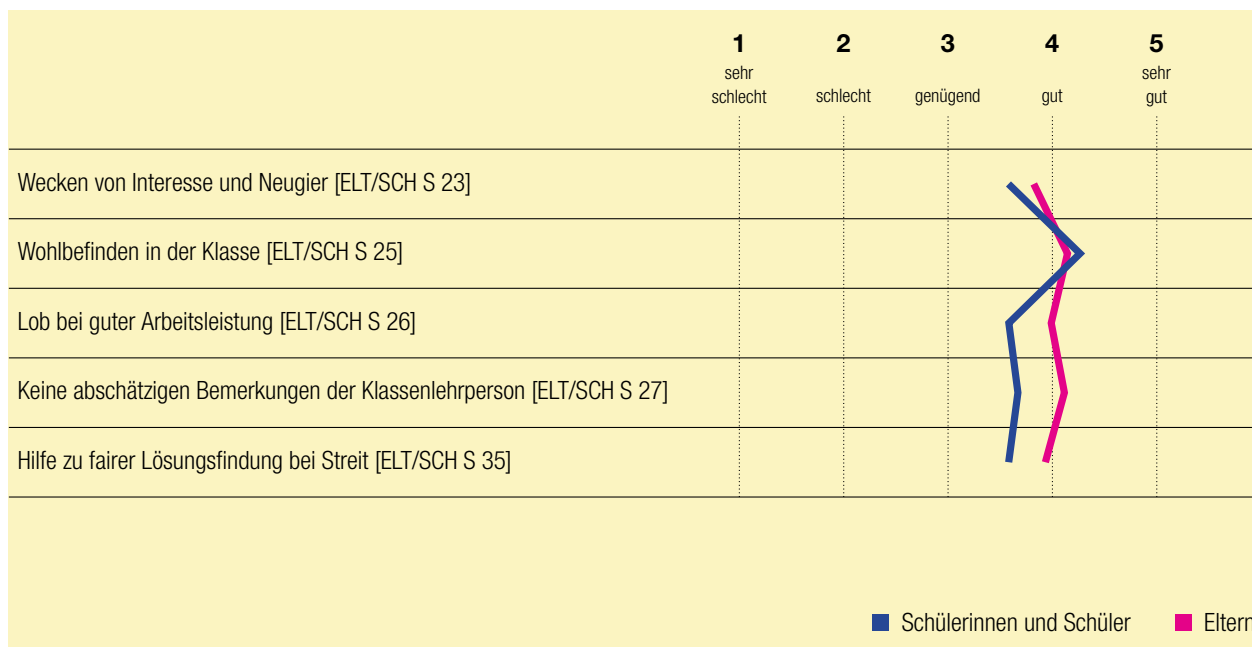 1 2 3 4 5
sehr schlecht schlecht genügend gut sehr gut
Wecken von Interesse und Neugier [ELT/SCH S 23]
Wohlbefinden in der Klasse [ELT/SCH S 25]
Lob bei guter Arbeitsleistung [ELT/SCH S 26]
Keine abschätzigen Bemerkungen der Klassenlehrperson [ELT/SCH S 27]
Hilfe zu fairer Lösungsfindung bei Streit [ELT/SCH S 35]
Schülerinnen und Schüler Eltern